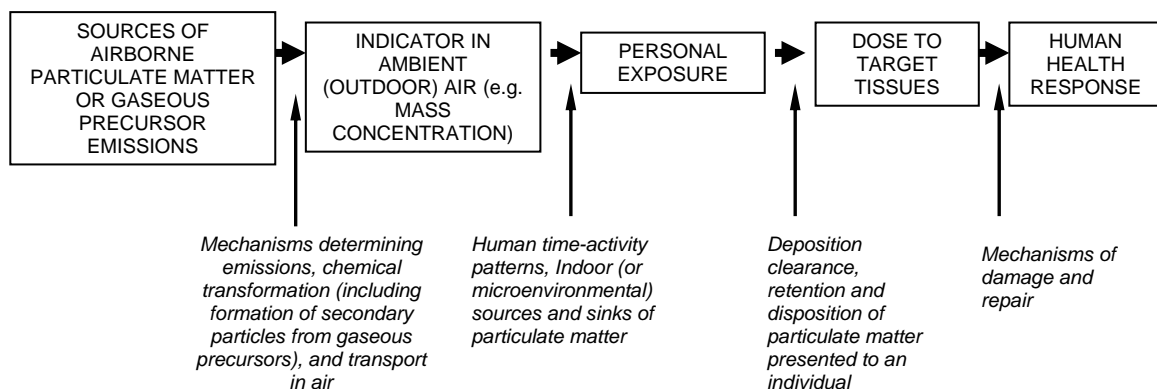 SOURCES OF
AIRBORNE
PARTICULATE MATTER
OR GASEOUS
PRECURSOR
EMISSIONS
INDICATOR IN
AMBIENT
(OUTDOOR) AIR (e.g.
MASS
CONCENTRATION)
PERSONAL
EXPOSURE
DOSE TO
TARGET
TISSUES
HUMAN
HEALTH
RESPONSE
Mechanisms determining
emissions, chemical
transformation (including
formation of secondary
particles from gaseous
precursors), and transport
in air
Human time-activity
patterns, Indoor (or
microenvironmental)
sources and sinks of
particulate matter
Deposition
clearance,
retention and
disposition of
particulate matter
presented to an
individual
Mechanisms of
damage and
repair